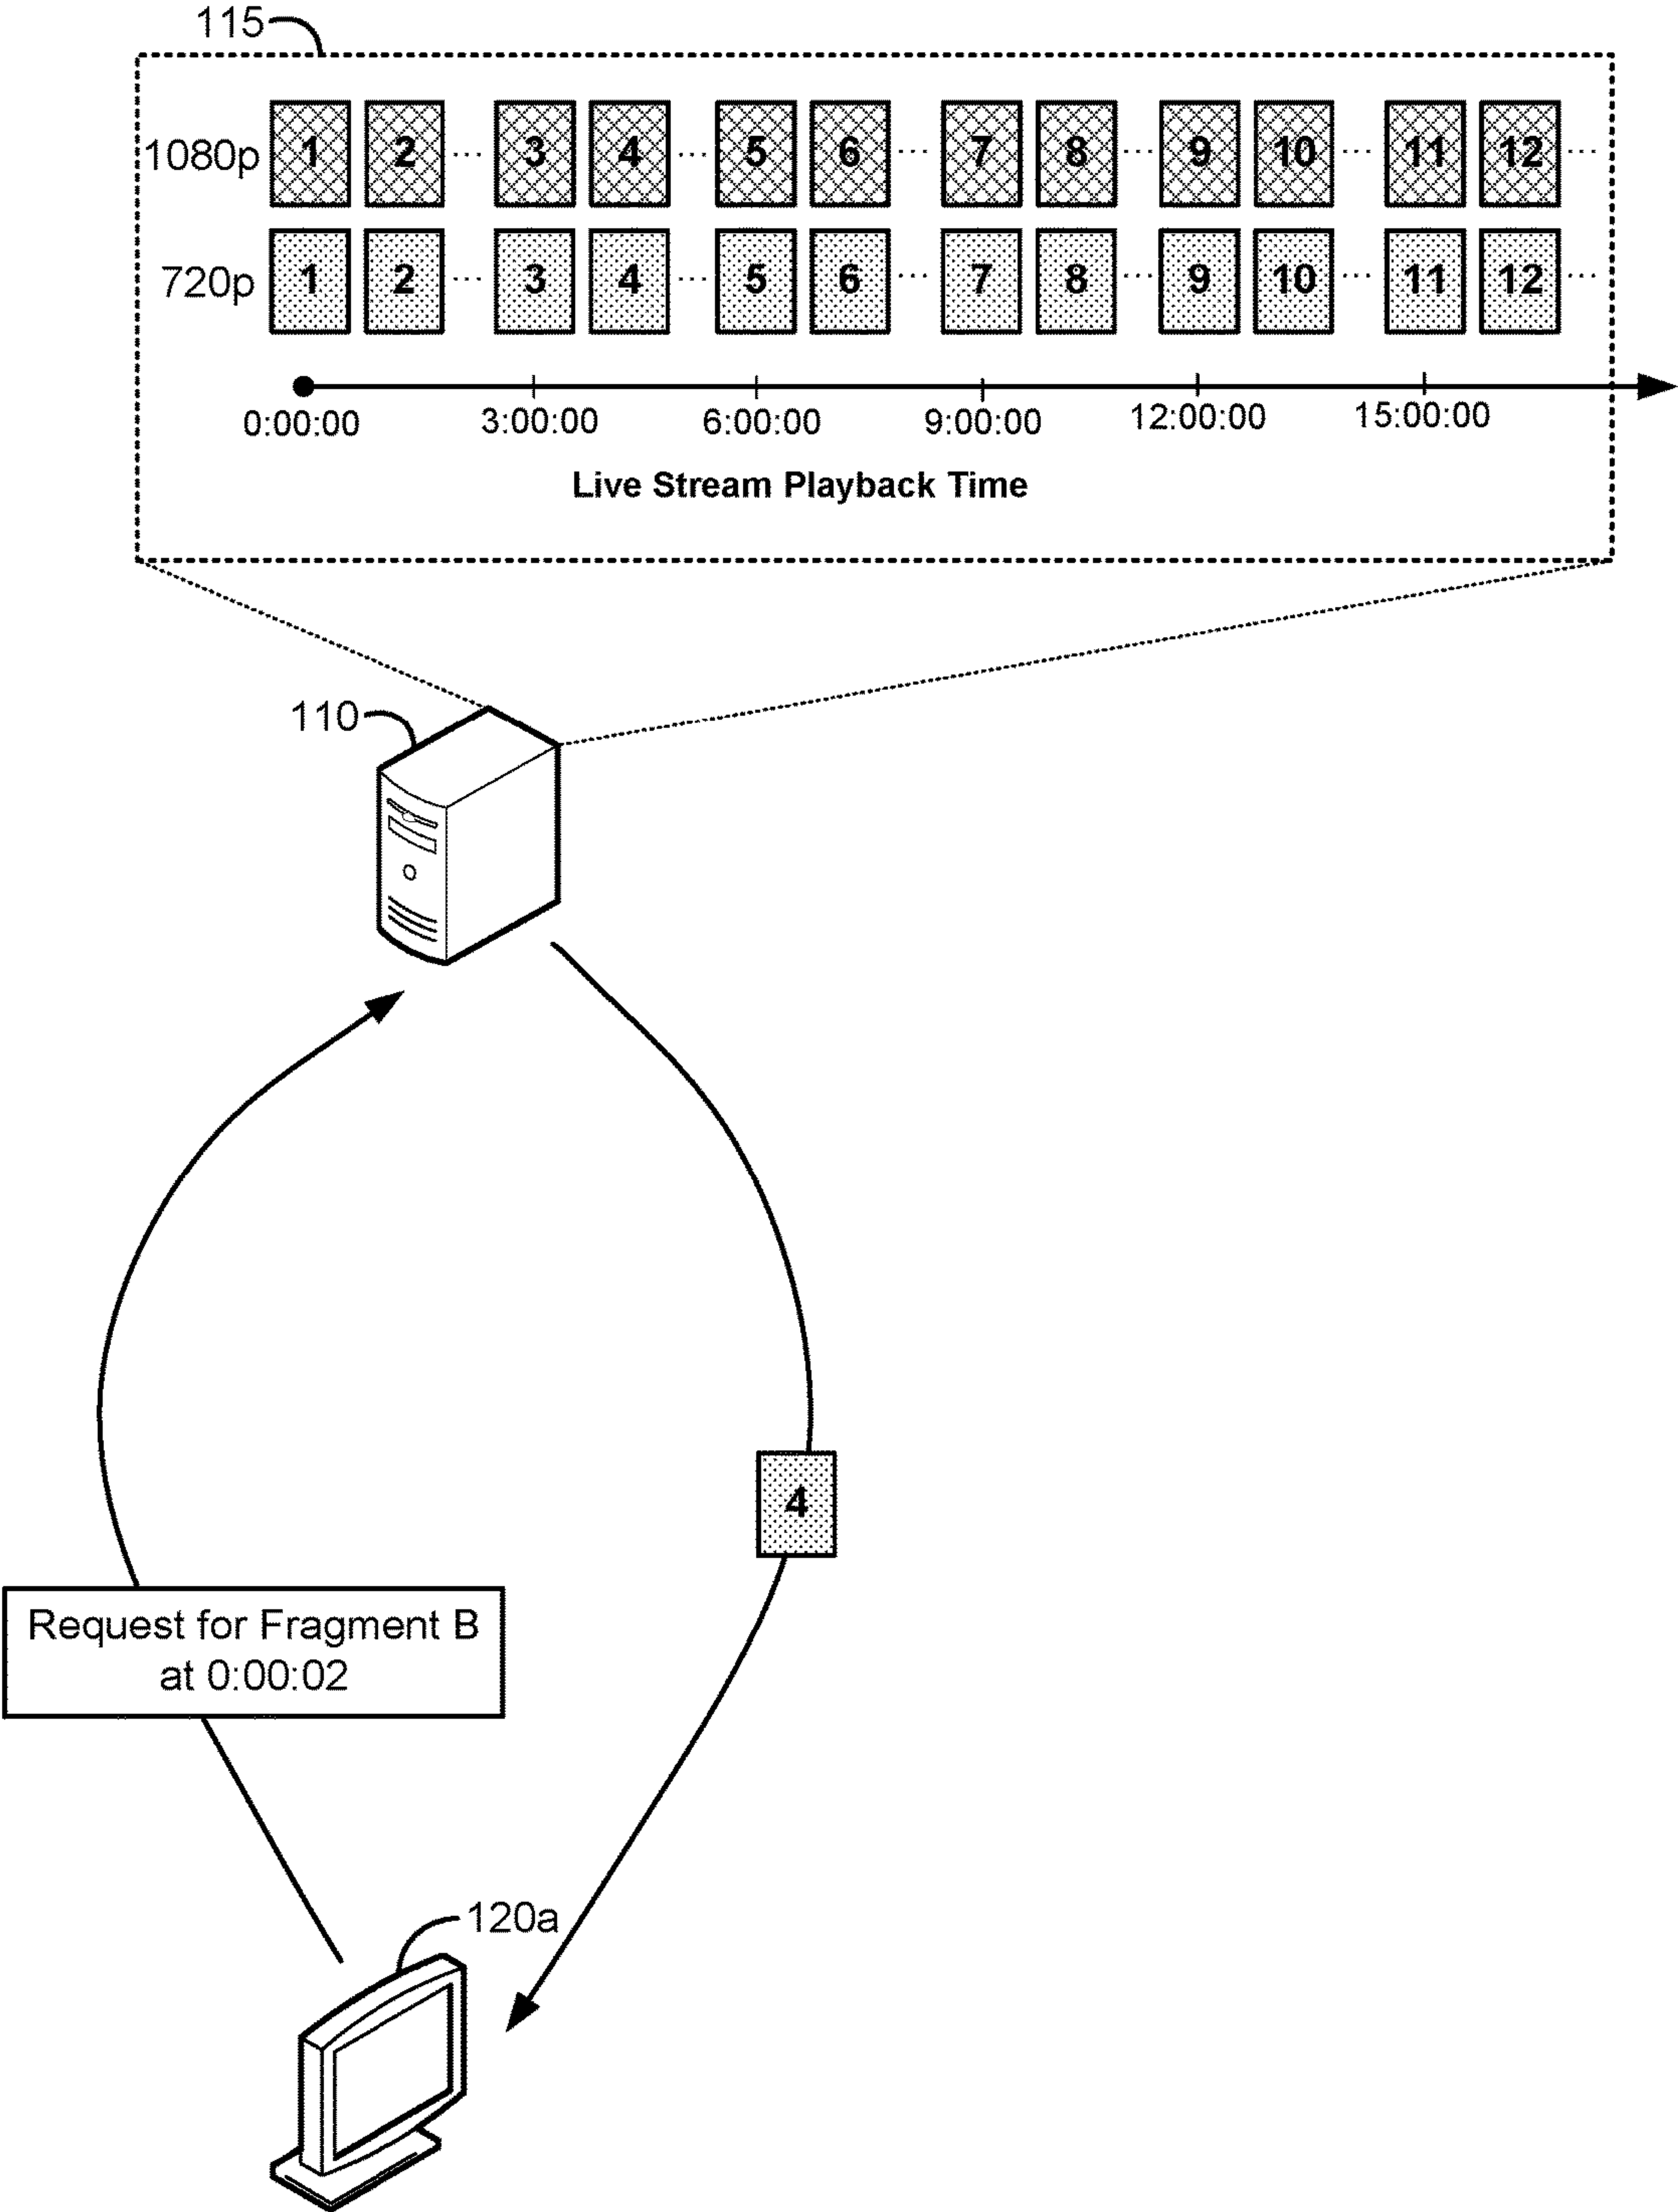 115
1080p 1 2 ... 3 4 ... 5 6 ... 7 8 ... 9 10 ... 11 12 ...
720p 1 2 ... 3 4 ... 5 6 ... 7 8 ... 9 10 ... 11 12 ...
0:00:00 3:00:00 6:00:00 9:00:00 12:00:00 15:00:00
Live Stream Playback Time
110
4
Request for Fragment B
at 0:00:02
120a